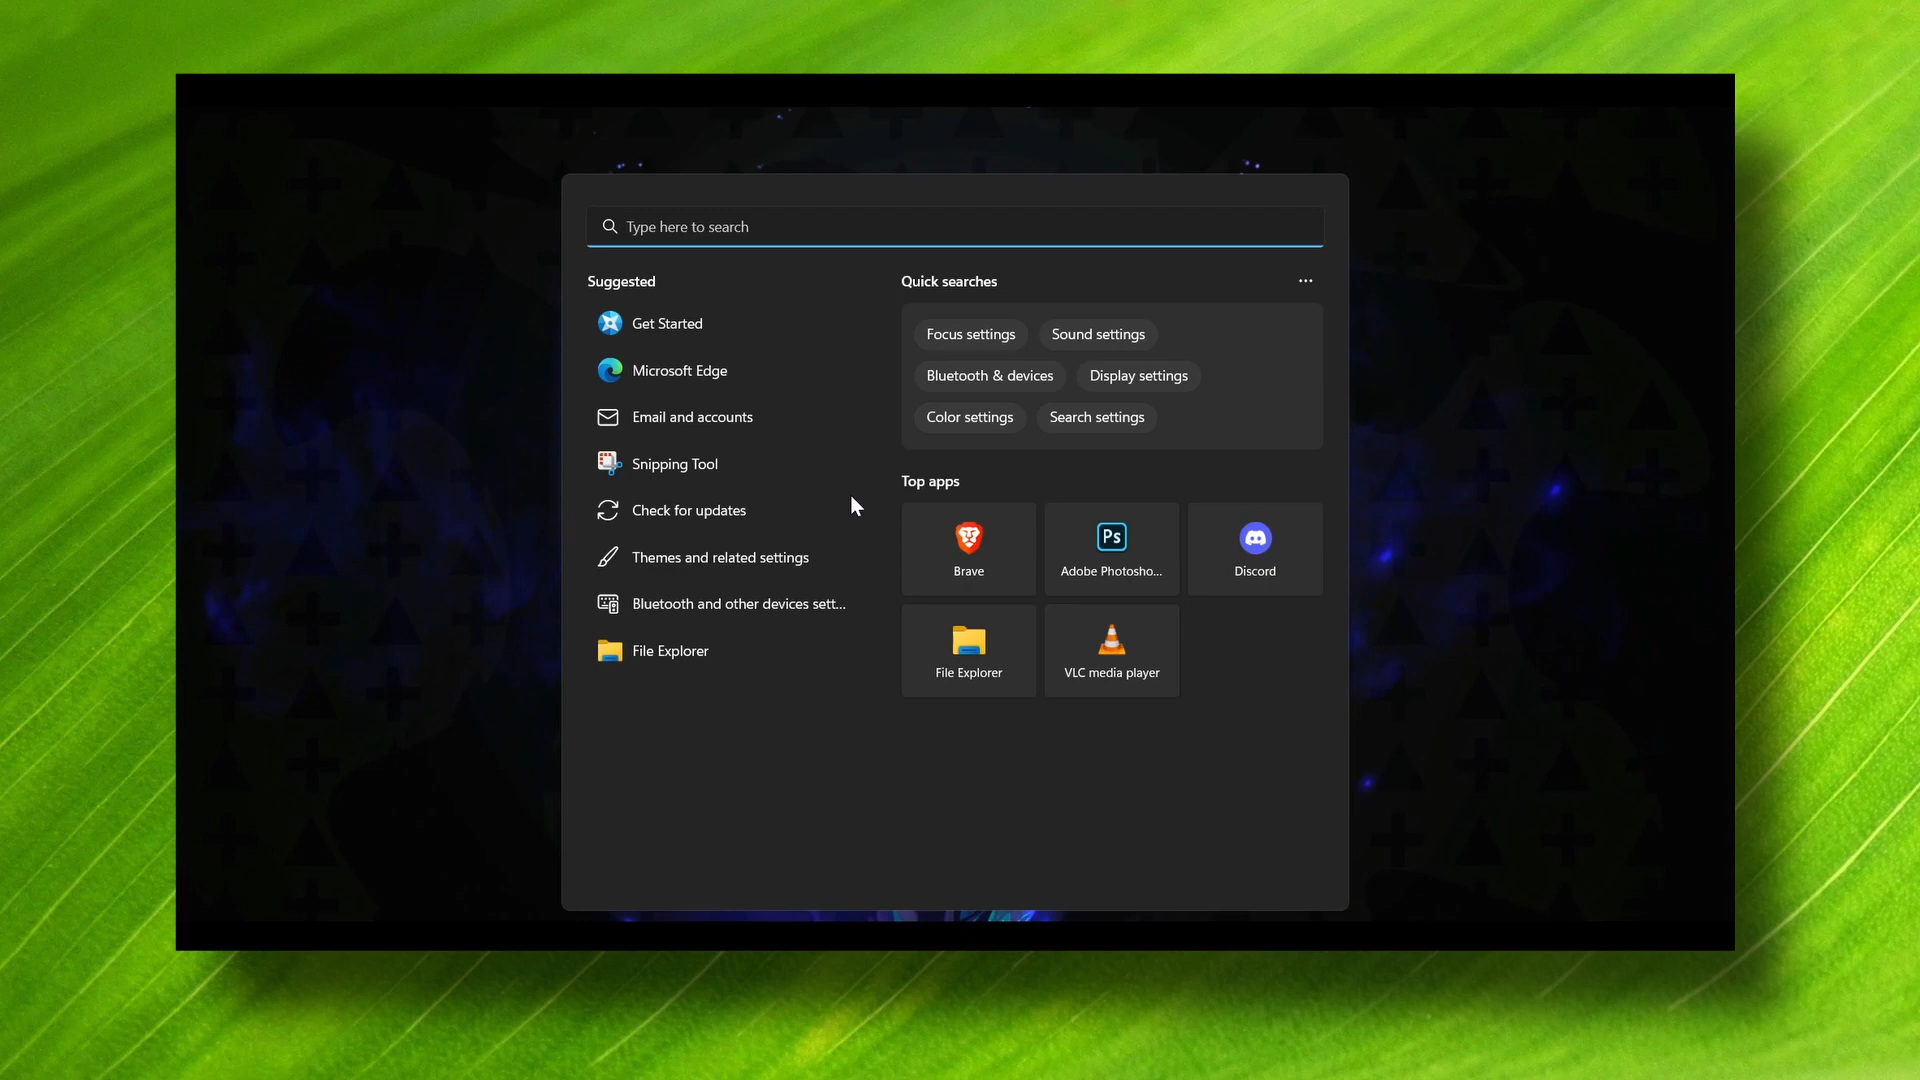 Type here to search
Suggested
Get Started
Microsoft Edge
Email and accounts
Snipping Tool
Check for updates
Themes and related settings
Bluetooth and other devices sett...
File Explorer
Quick searches
Focus settings
Sound settings
Bluetooth & devices
Display settings
Color settings
Search settings
Top apps
Brave
Ps
Adobe Photosho...
Discord
File Explorer
VLC media player